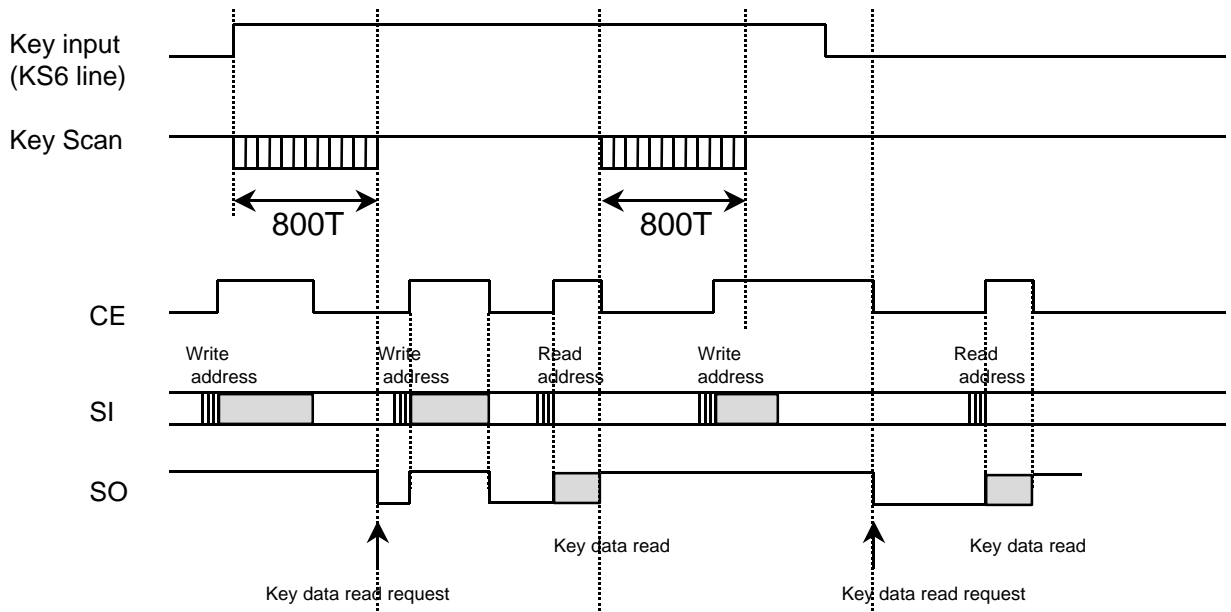 Key input
(KS6 line)
Key Scan
800T
800T
CE
Write
address
Write
address
Read
address
Write
address
Read
address
SI
SO
Key data read
Key data read
Key data read request
Key data read request